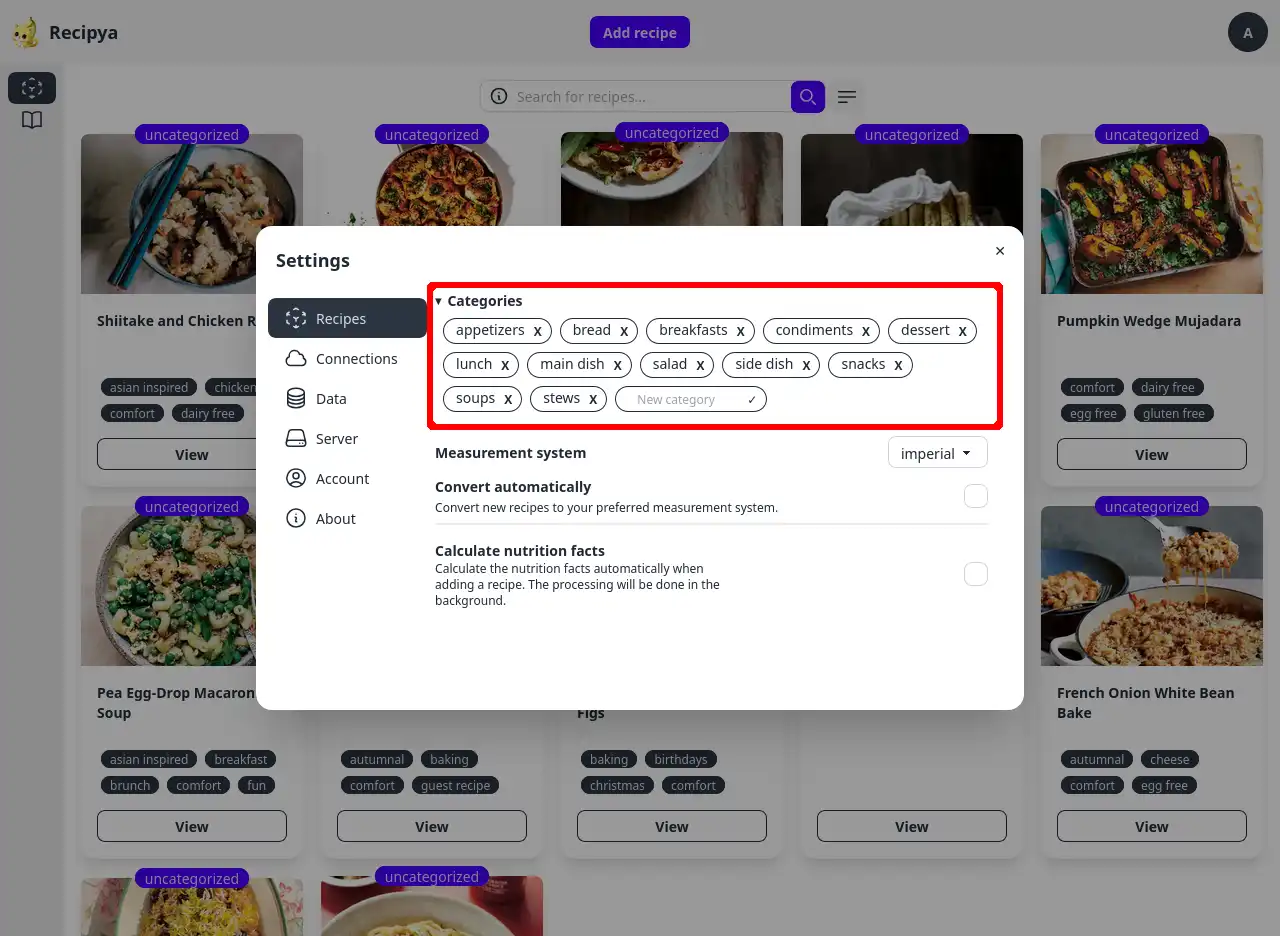 Recipya
Add recipe
A
Search for recipes...
uncategorized uncategorized uncategorized uncategorized uncategorized
Settings
×
Shiitake and Chicken R
Pumpkin Wedge Mujadara
asian inspired chicken
comfort dairy free
View
comfort dairy free
egg free gluten free
View
Recipes
Connections
Data
Server
Account
About
▾ Categories
appetizers x bread x breakfasts x condiments x dessert x
lunch x main dish x salad x side dish x snacks x
soups x stews x New category ✓
Measurement system imperial
Convert automatically
Convert new recipes to your preferred measurement system.
Calculate nutrition facts
Calculate the nutrition facts automatically when
adding a recipe. The processing will be done in the
background.
uncategorized uncategorized
Pea Egg-Drop Macaron
Soup
Figs
French Onion White Bean
Bake
asian inspired breakfast
brunch comfort fun
View
autumnal baking
comfort guest recipe
View
baking birthdays
christmas comfort
View
View
autumnal cheese
comfort egg free
View
uncategorized uncategorized